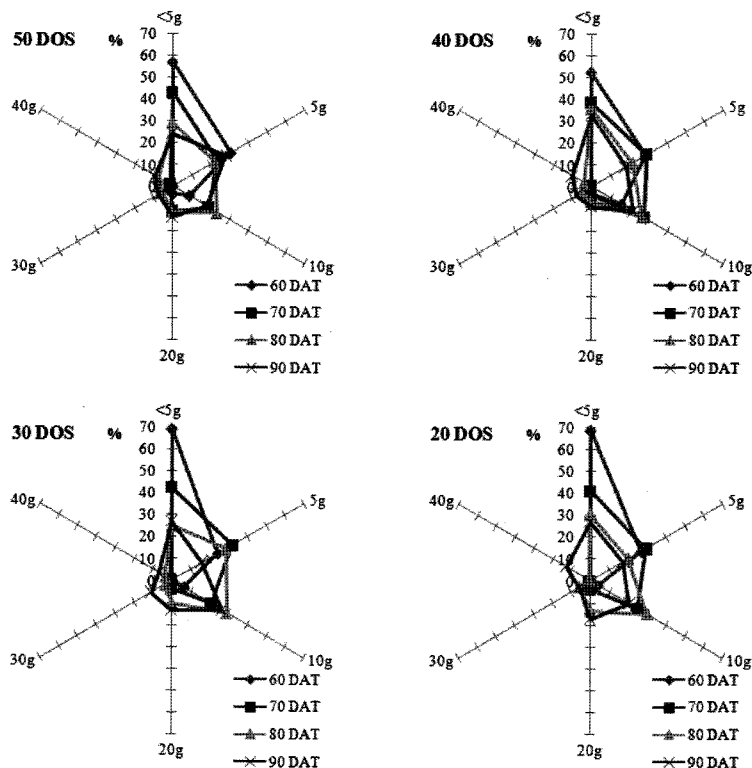 <5g
50 DOS %
70
60
50
40
30
20
10
0
40g
5g
30g
10g
20g
60 DAT
70 DAT
80 DAT
90 DAT
<5g
40 DOS %
70
60
50
40
30
20
10
0
40g
5g
30g
10g
20g
60 DAT
70 DAT
80 DAT
90 DAT
<5g
30 DOS %
70
60
50
40
30
20
10
0
40g
5g
30g
10g
20g
60 DAT
70 DAT
80 DAT
90 DAT
<5g
20 DOS %
70
60
50
40
30
20
10
0
40g
5g
30g
10g
20g
60 DAT
70 DAT
80 DAT
90 DAT